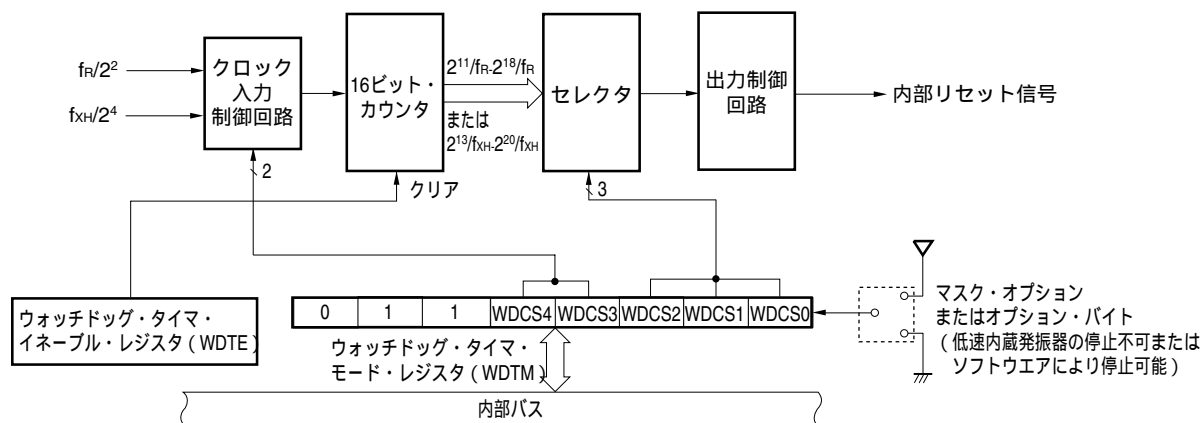 fR/2²
fXH/2⁴
クロック
入力
制御回路
2
16ビット・
カウンタ
クリア
2¹¹/fR-2¹⁸/fR
または
2¹³/fXH-2²⁰/fXH
セレクタ
3
出力制御
回路
内部リセット信号
ウォッチドッグ・タイマ・
イネーブル・レジスタ(WDTE)
0 1 1 WDCS4 WDCS3 WDCS2 WDCS1 WDCS0
ウォッチドッグ・タイマ・
モード・レジスタ(WDTM)
マスク・オプション
またはオプション・バイト
(低速内蔵発振器の停止不可または
ソフトウエアにより停止可能)
内部バス